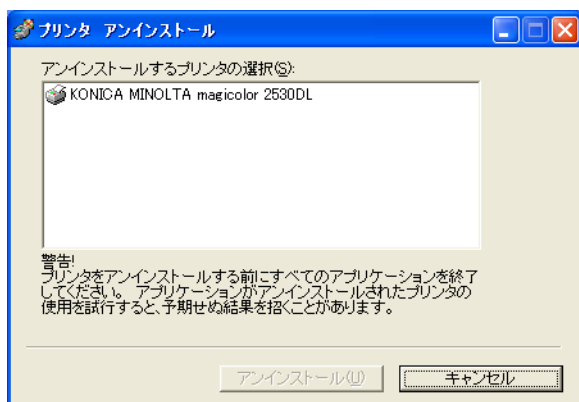 プリンタ アンインストール
アンインストールするプリンタの選択(S):
KONICA MINOLTA magicolor 2530DL
警告!
プリンタをアンインストールする前にすべてのアプリケーションを終了
してください。 アプリケーションがアンインストールされたプリンタの
使用を試行すると、予期せぬ結果を招くことがあります。
アンインストール(U)
キャンセル